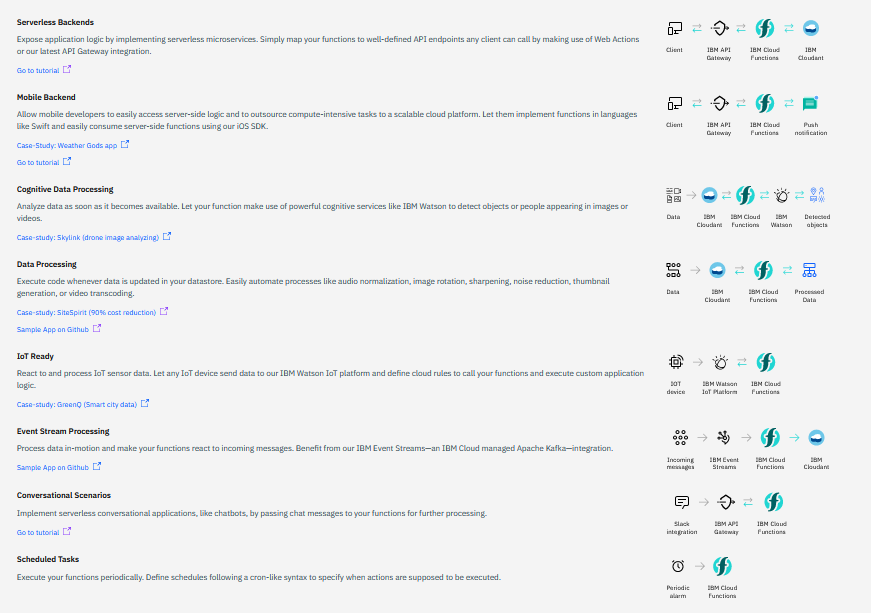 Serverless Backends
Expose application logic by implementing serverless microservices. Simply map your functions to well-defined API endpoints any client can call by making use of Web Actions
or our latest API Gateway integration.
Go to tutorial
Client
IBM API
Gateway
IBM Cloud
Functions
IBM
Cloudant
Mobile Backend
Allow mobile developers to easily access server-side logic and to outsource compute-intensive tasks to a scalable cloud platform. Let them implement functions in languages
like Swift and easily consume server-side functions using our iOS SDK.
Case-Study: Weather Gods app
Go to tutorial
Client
IBM API
Gateway
IBM Cloud
Functions
Push
notification
Cognitive Data Processing
Analyze data as soon as it becomes available. Let your function make use of powerful cognitive services like IBM Watson to detect objects or people appearing in images or
videos.
Case-study: Skylink (drone image analyzing)
Data
IBM
Cloudant
IBM Cloud
Functions
IBM
Watson
Detected
objects
Data Processing
Execute code whenever data is updated in your datastore. Easily automate processes like audio normalization, image rotation, sharpening, noise reduction, thumbnail
generation, or video transcoding.
Case-study: SiteSpirit (90% cost reduction)
Sample App on Github
Data
IBM
Cloudant
IBM Cloud
Functions
Processed
Data
IoT Ready
React to and process IoT sensor data. Let any IoT device send data to our IBM Watson IoT platform and define cloud rules to call your functions and execute custom application
logic.
Case-study: GreenQ (Smart city data)
IOT
device
IBM Watson
IoT Platform
IBM Cloud
Functions
Event Stream Processing
Process data in-motion and make your functions react to incoming messages. Benefit from our IBM Event Streams—an IBM Cloud managed Apache Kafka—integration.
Sample App on Github
Incoming
messages
IBM Event
Streams
IBM Cloud
Functions
IBM
Cloudant
Conversational Scenarios
Implement serverless conversational applications, like chatbots, by passing chat messages to your functions for further processing.
Go to tutorial
Slack
integration
IBM API
Gateway
IBM Cloud
Functions
Scheduled Tasks
Execute your functions periodically. Define schedules following a cron-like syntax to specify when actions are supposed to be executed.
Periodic
alarm
IBM Cloud
Functions